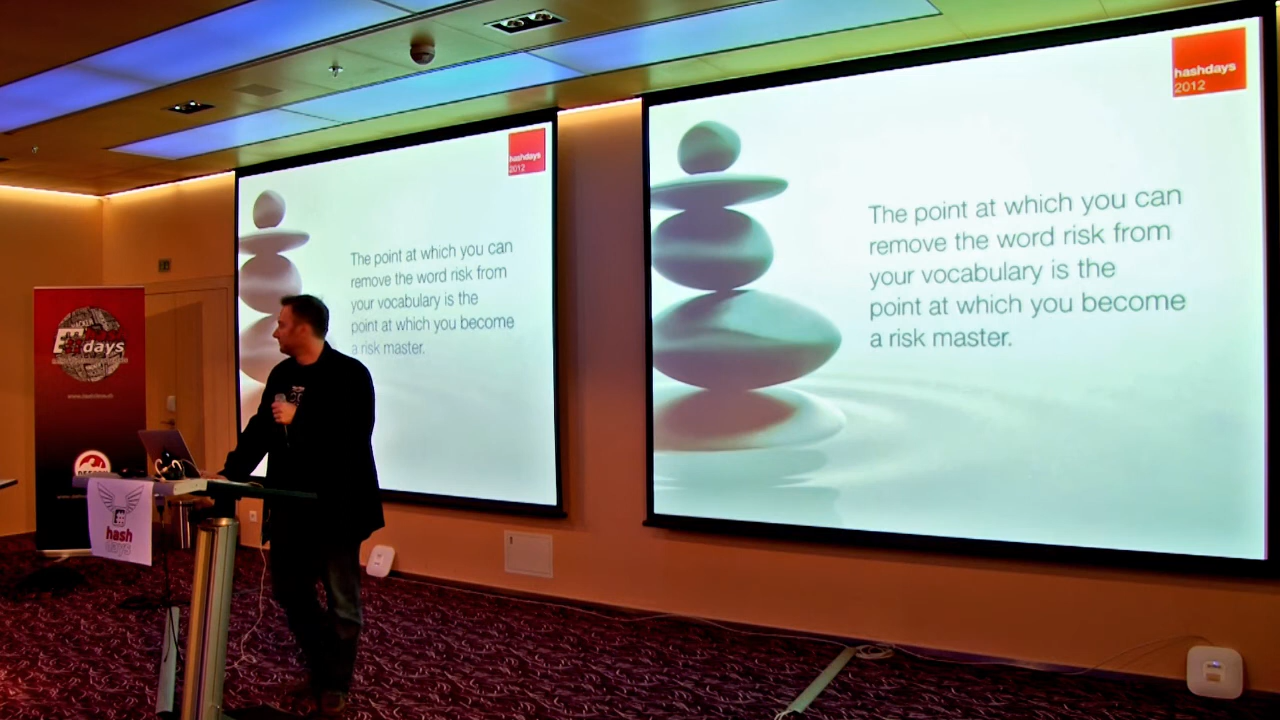 hashdays
2012
The point at which you can
remove the word risk from
your vocabulary is the
point at which you become
a risk master.
hashdays
2012
The point at which you can
remove the word risk from
your vocabulary is the
point at which you become
a risk master.
days
hash
days